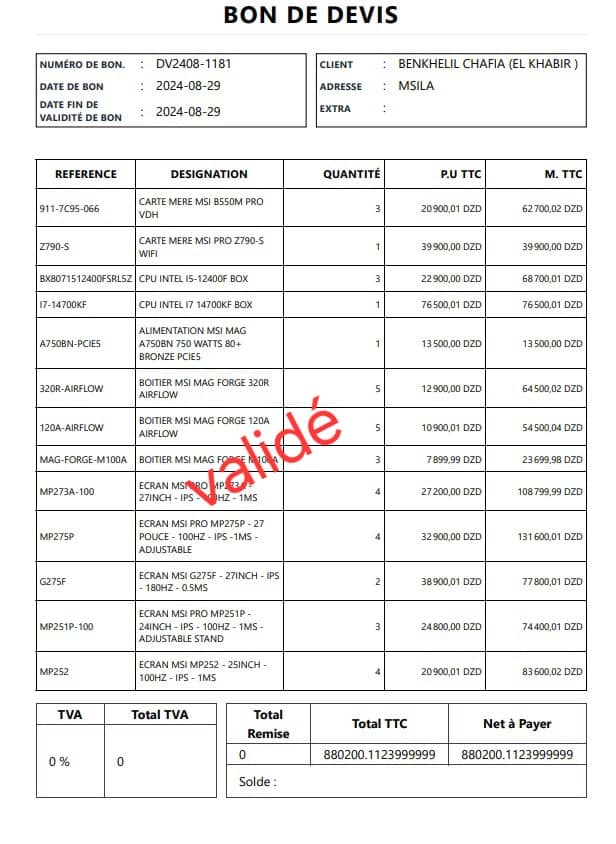 BON DE DEVIS
NUMÉRO DE BON. : DV2408-1181
DATE DE BON : 2024-08-29
DATE FIN DE
VALIDITÉ DE BON : 2024-08-29
CLIENT : BENKHELIL CHAFIA (EL KHABIR )
ADRESSE : MSILA
EXTRA :
REFERENCE DESIGNATION QUANTITÉ P.U TTC M. TTC
911-7C95-066 CARTE MERE MSI B550M PRO
VDH 3 20 900,01 DZD 62 700,02 DZD
Z790-S CARTE MERE MSI PRO Z790-S
WIFI 1 39 900,00 DZD 39 900,00 DZD
BX8071512400FSRL5Z CPU INTEL I5-12400F BOX 3 22 900,00 DZD 68 700,01 DZD
I7-14700KF CPU INTEL I7 14700KF BOX 1 76 500,01 DZD 76 500,01 DZD
A750BN-PCIE5 ALIMENTATION MSI MAG
A750BN 750 WATTS 80+
BRONZE PCIE5 1 13 500,00 DZD 13 500,00 DZD
320R-AIRFLOW BOITIER MSI MAG FORGE 320R
AIRFLOW 5 12 900,00 DZD 64 500,02 DZD
120A-AIRFLOW BOITIER MSI MAG FORGE 120A
AIRFLOW 5 10 900,01 DZD 54 500,04 DZD
MAG-FORGE-M100A BOITIER MSI MAG FORGE M100A 3 7 899,99 DZD 23 699,98 DZD
MP273A-100 ECRAN MSI PRO MP273A -
27INCH - IPS - 100HZ - 1MS 4 27 200,00 DZD 108 799,99 DZD
MP275P ECRAN MSI PRO MP275P - 27
POUCE - 100HZ - IPS -1MS -
ADJUSTABLE 4 32 900,00 DZD 131 600,01 DZD
G275F ECRAN MSI G275F - 27INCH - IPS
- 180HZ - 0.5MS 2 38 900,01 DZD 77 800,01 DZD
MP251P-100 ECRAN MSI PRO MP251P -
24INCH - IPS - 100HZ - 1MS -
ADJUSTABLE STAND 3 24 800,00 DZD 74 400,01 DZD
MP252 ECRAN MSI MP252 - 25INCH -
100HZ - IPS - 1MS 4 20 900,01 DZD 83 600,02 DZD
validé
TVA Total TVA
0 % 0
Total
Remise Total TTC Net à Payer
0 880200.1123999999 880200.1123999999
Solde :